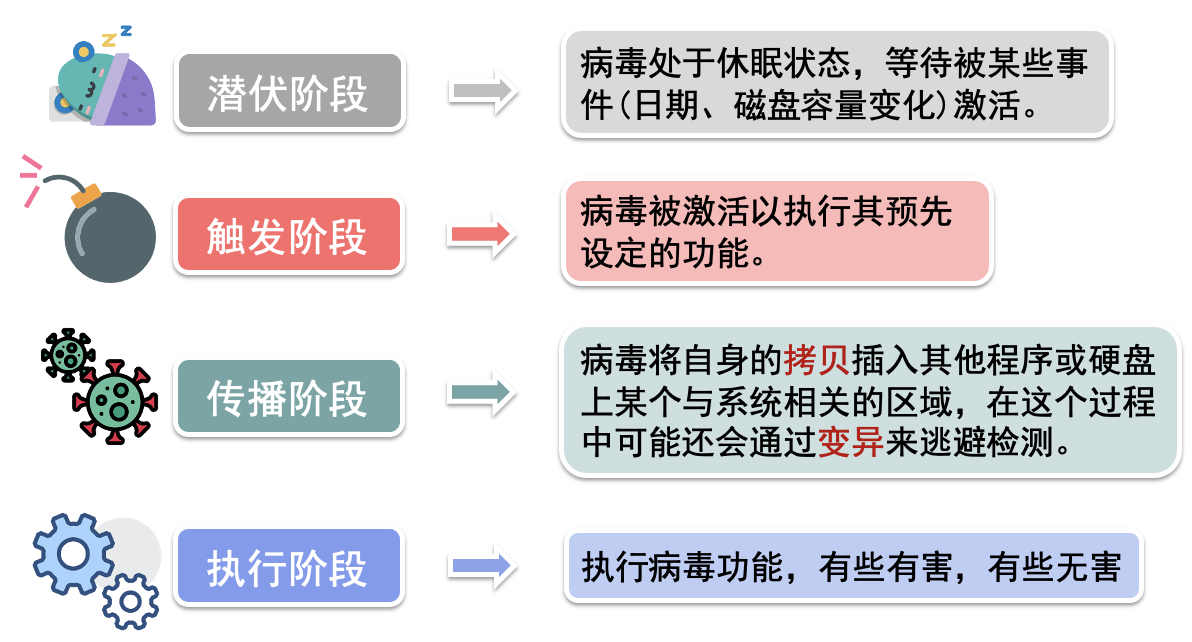 z z
潜伏阶段
病毒处于休眠状态，等待被某些事
件(日期、磁盘容量变化)激活。
触发阶段
病毒被激活以执行其预先
设定的功能。
传播阶段
病毒将自身的拷贝插入其他程序或硬盘
上某个与系统相关的区域，在这个过程
中可能还会通过变异来逃避检测。
执行阶段
执行病毒功能，有些有害，有些无害